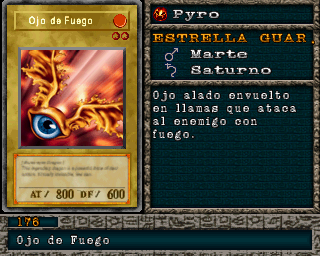 Ojo de Fuego
AT/ 800 DF/ 600
Pyro
ESTRELLA GUAR.
Marte
Saturno
Ojo alado envuelto
en llamas que ataca
al enemigo con
fuego.
176
Ojo de Fuego